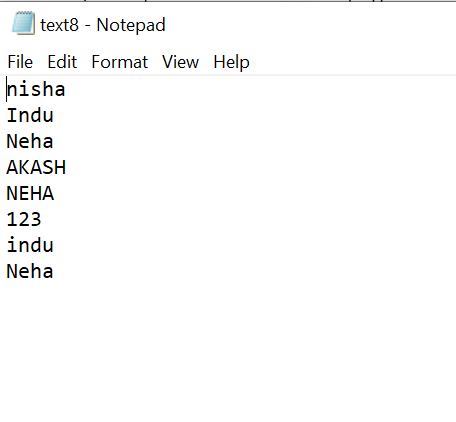 text8 - Notepad
File Edit Format View Help
nisha
Indu
Neha
AKASH
NEHA
123
indu
Neha